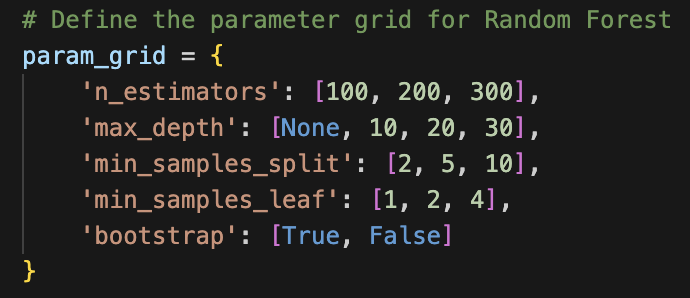 # Define the parameter grid for Random Forest
param_grid = {
    'n_estimators': [100, 200, 300],
    'max_depth': [None, 10, 20, 30],
    'min_samples_split': [2, 5, 10],
    'min_samples_leaf': [1, 2, 4],
    'bootstrap': [True, False]
}